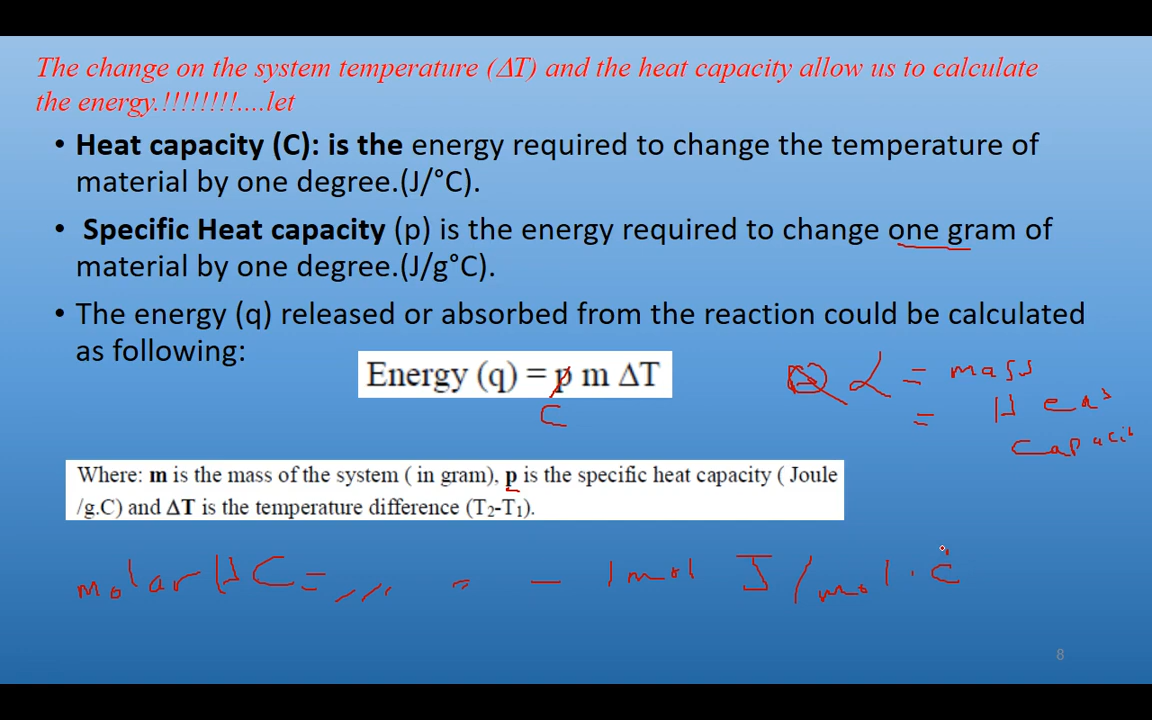 The change on the system temperature (ΔT) and the heat capacity allow us to calculate
the energy.!!!!!!!!!....let
• Heat capacity (C): is the energy required to change the temperature of
material by one degree.(J/°C).
• Specific Heat capacity (p) is the energy required to change one gram of
material by one degree.(J/g°C).
• The energy (q) released or absorbed from the reaction could be calculated
as following:
Energy (q) = p m ΔT
C
α = mass
= Heat
capacit
Where: m is the mass of the system ( in gram), p is the specific heat capacity ( Joule
/g.C) and ΔT is the temperature difference (T₂-T₁).
molar H C = ,,, = - 1 mol J/mol.C
8